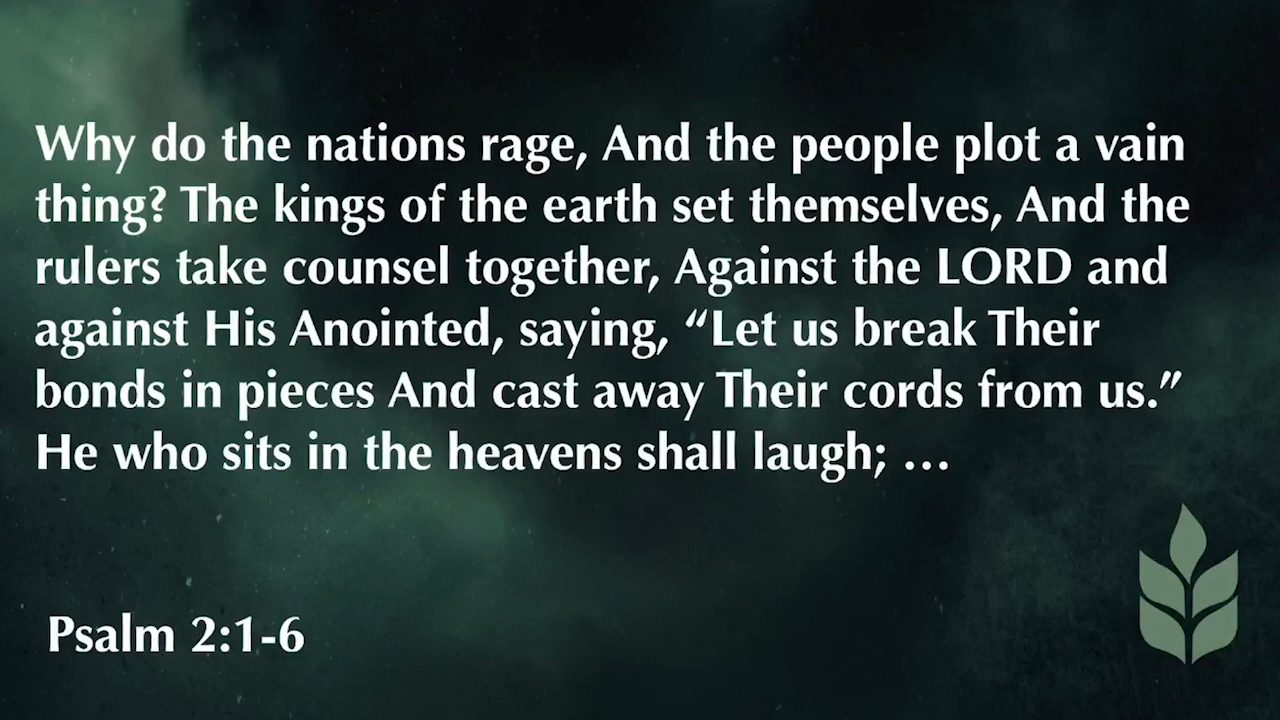 Why do the nations rage, And the people plot a vain
thing? The kings of the earth set themselves, And the
rulers take counsel together, Against the LORD and
against His Anointed, saying, “Let us break Their
bonds in pieces And cast away Their cords from us.”
He who sits in the heavens shall laugh; …
Psalm 2:1-6